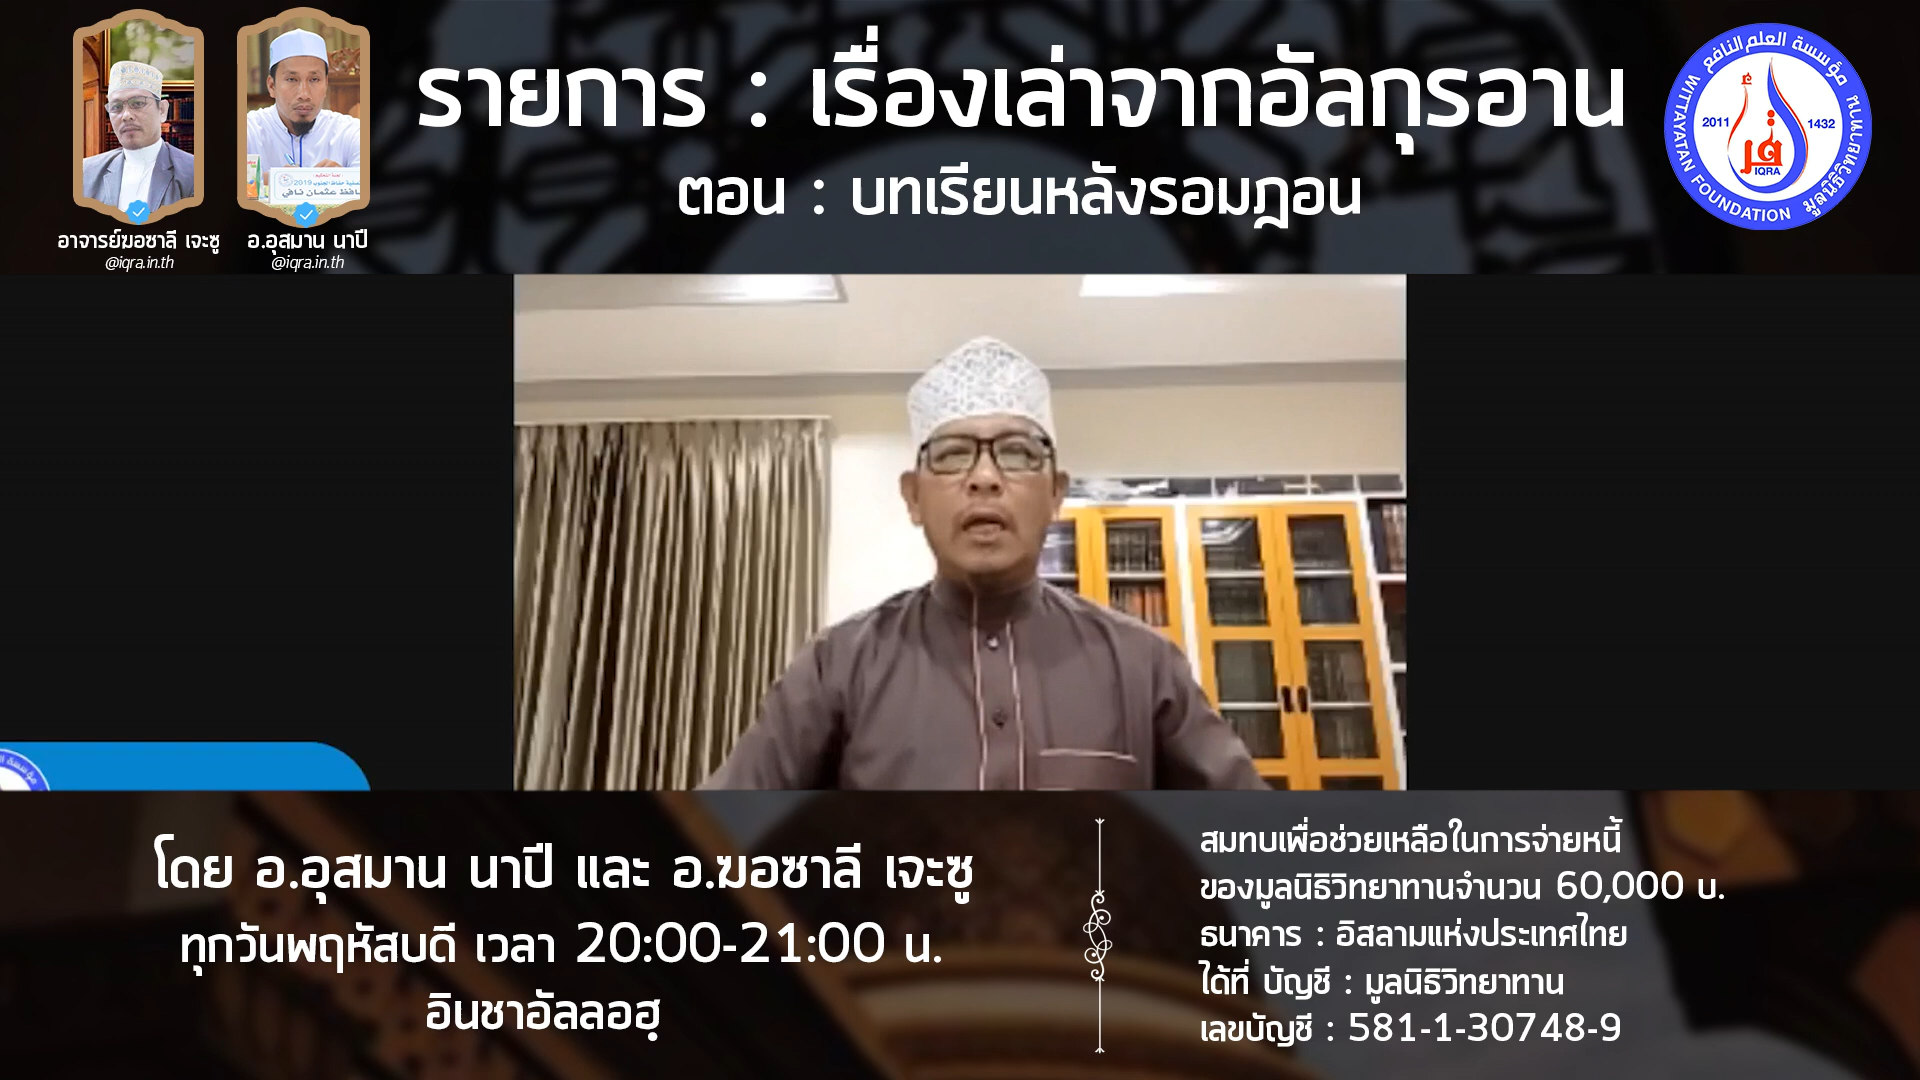 รายการ : เรื่องเล่าจากอัลกุรอาน
ตอน : บทเรียนหลังรอมฎอน
อาจารย์ฆอซาลี เจะซู
@iqra.in.th
อ.อุสมาน นาปี
@iqra.in.th
مؤسسة العلم النافع
2011
1432
IQRA
WITTAYATAN FOUNDATION
มูลนิธิวิทยาทาน
โดย อ.อุสมาน นาปี และ อ.ฆอซาลี เจะซู
ทุกวันพฤหัสบดี เวลา 20:00-21:00 น.
อินชาอัลลอฮฺ
สมทบเพื่อช่วยเหลือในการจ่ายหนี้
ของมูลนิธิวิทยาทานจำนวน 60,000 บ.
ธนาคาร : อิสลามแห่งประเทศไทย
ได้ที่ บัญชี : มูลนิธิวิทยาทาน
เลขบัญชี : 581-1-30748-9